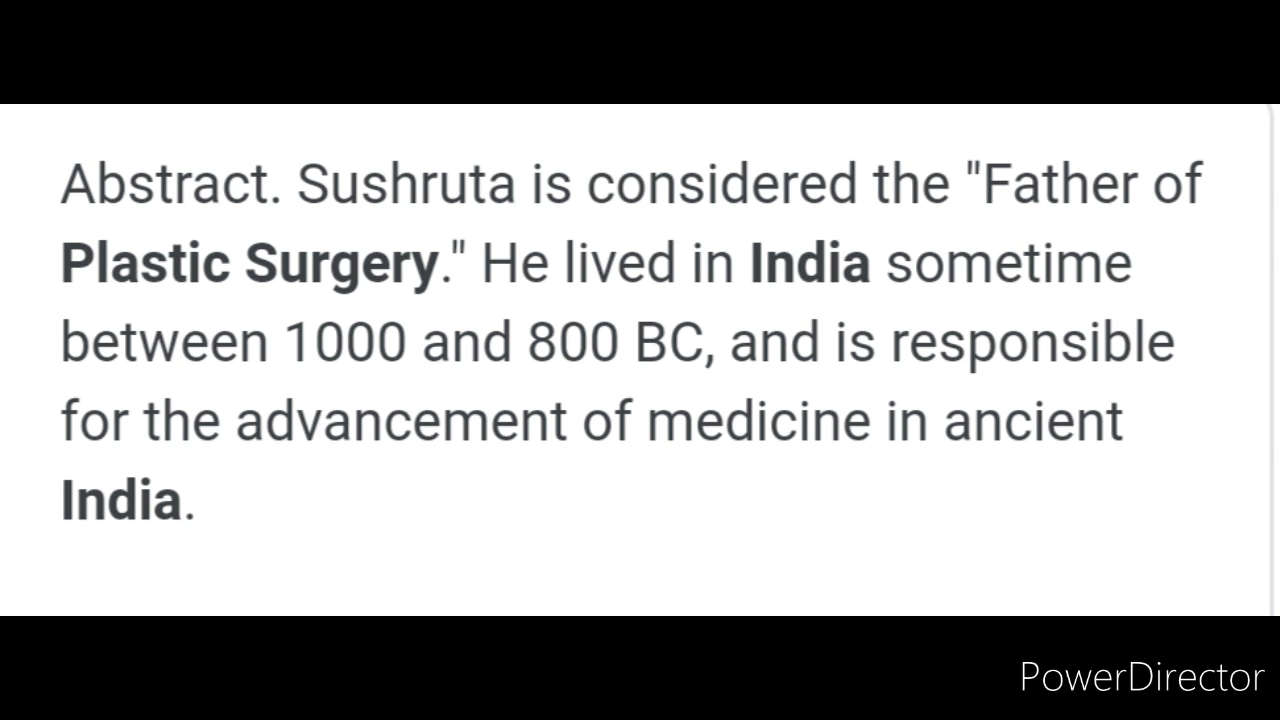 Abstract. Sushruta is considered the "Father of
Plastic Surgery." He lived in India sometime
between 1000 and 800 BC, and is responsible
for the advancement of medicine in ancient
India.
PowerDirector